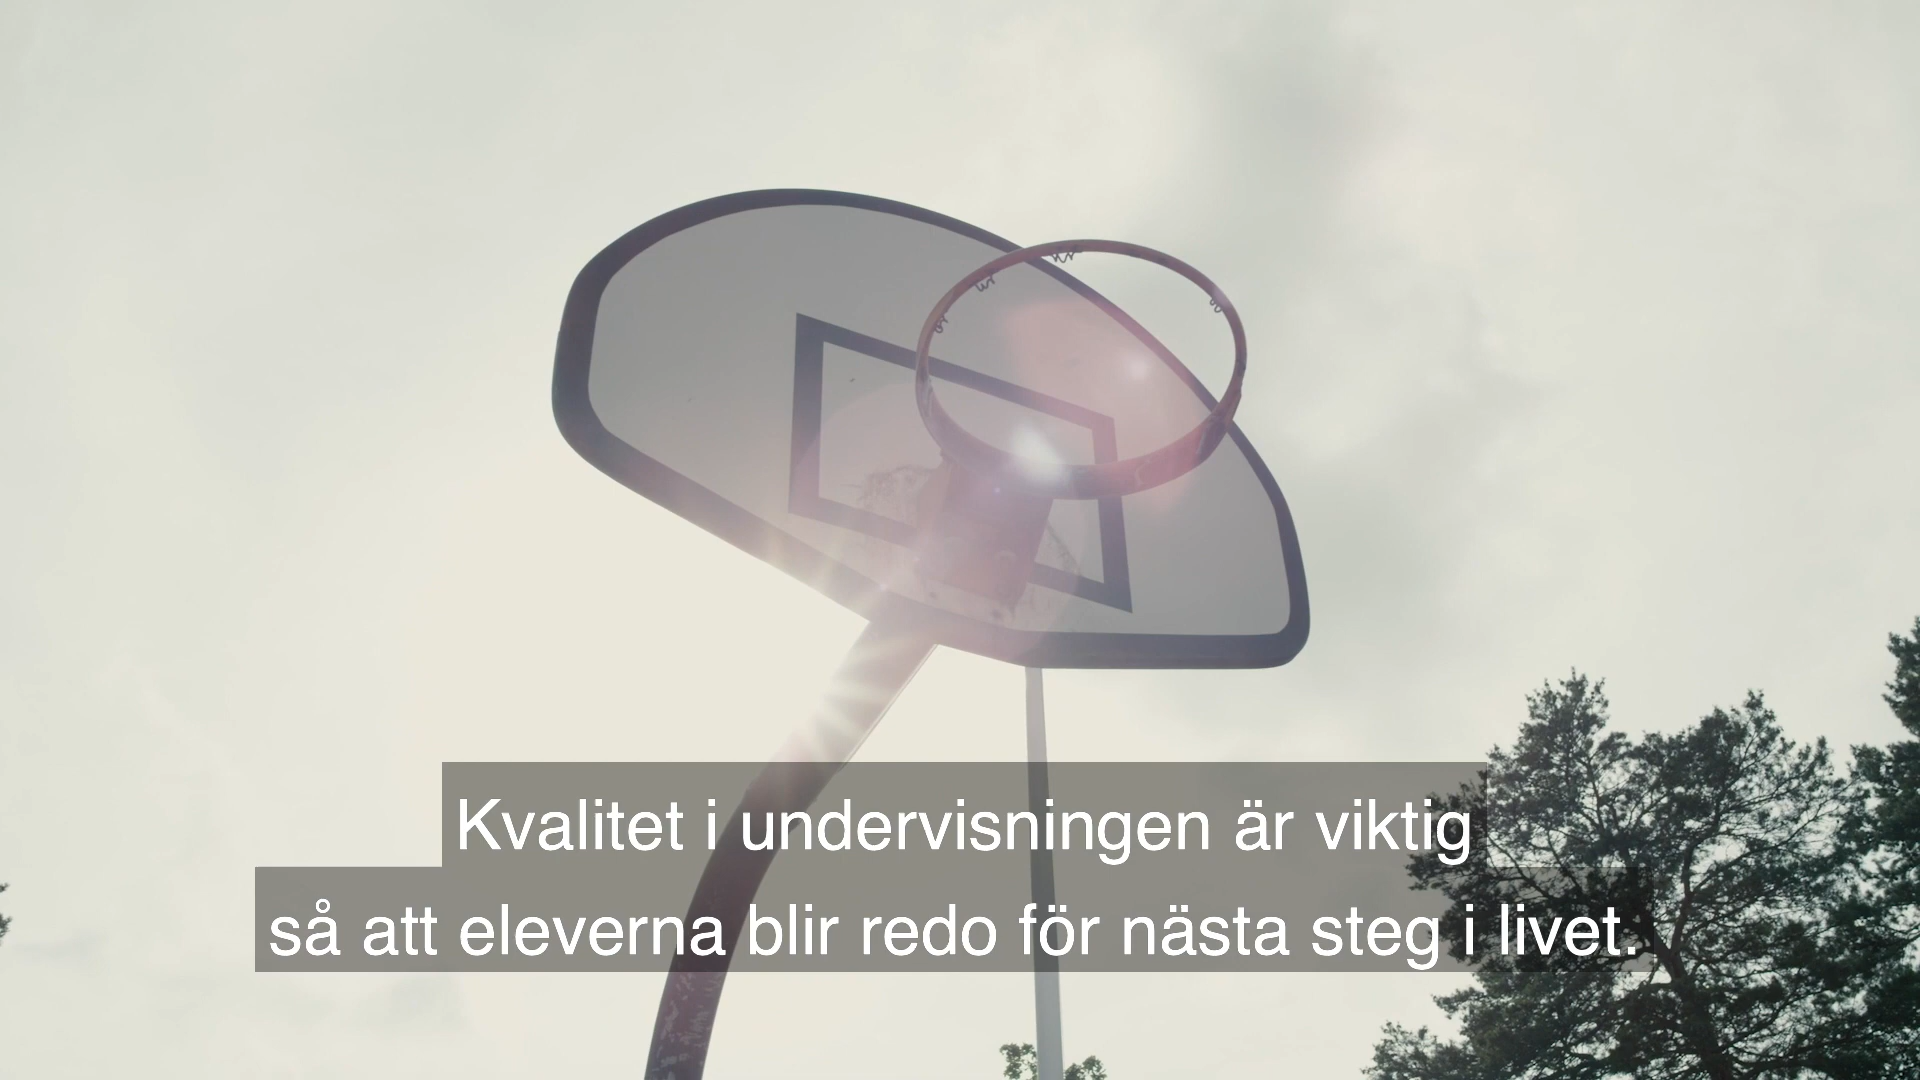 Kvalitet i undervisningen är viktig
så att eleverna blir redo för nästa steg i livet.